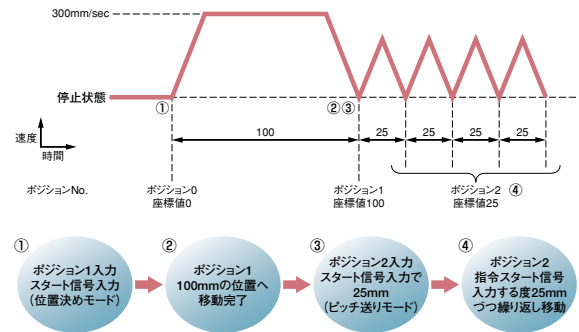 300mm/sec
停止状態
①
②③
100
25
25
25
25
速度
時間
ポジションNo.
ポジション0
座標値0
ポジション1
座標値100
ポジション2 ④
座標値25
①
ポジション1入力
スタート信号入力
(位置決めモード)
②
ポジション1
100mmの位置へ
移動完了
③
ポジション2入力
スタート信号入力で
25mm
(ピッチ送りモード)
④
ポジション2
指令スタート信号
入力する度25mm
づつ繰り返し移動